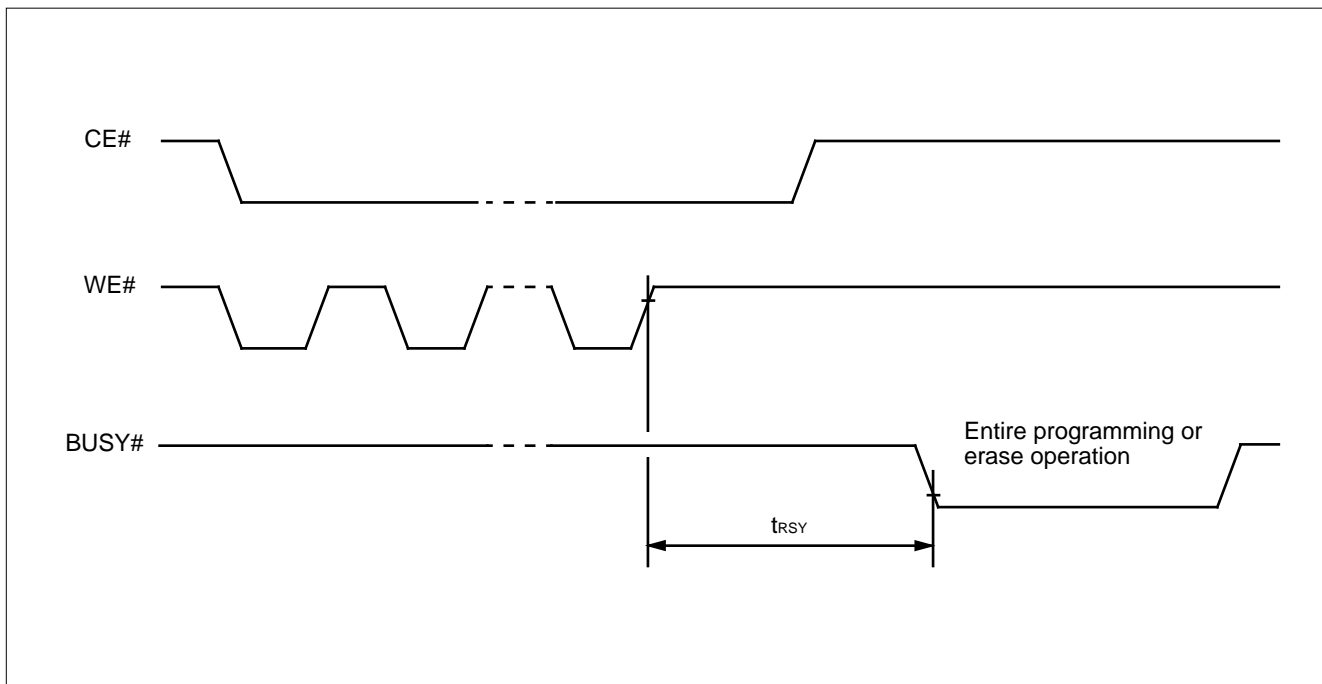 CE#
WE#
BUSY#
Entire programming or
erase operation
tRSY